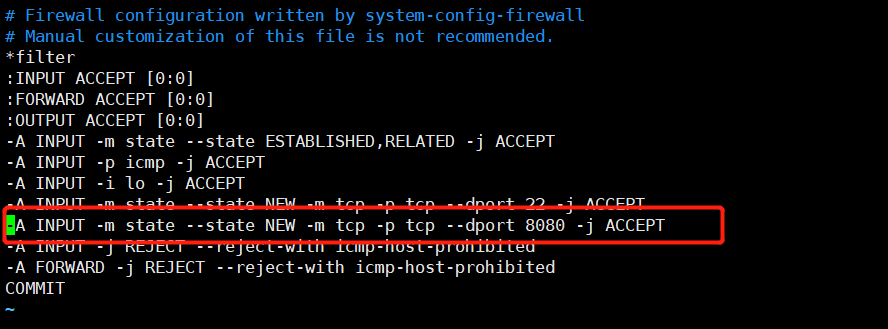 # Firewall configuration written by system-config-firewall
# Manual customization of this file is not recommended.
*filter
:INPUT ACCEPT [0:0]
:FORWARD ACCEPT [0:0]
:OUTPUT ACCEPT [0:0]
-A INPUT -m state --state ESTABLISHED,RELATED -j ACCEPT
-A INPUT -p icmp -j ACCEPT
-A INPUT -i lo -j ACCEPT
-A INPUT -m state --state NEW -m tcp -p tcp --dport 22 -j ACCEPT
-A INPUT -m state --state NEW -m tcp -p tcp --dport 8080 -j ACCEPT
-A INPUT -j REJECT --reject-with icmp-host-prohibited
-A FORWARD -j REJECT --reject-with icmp-host-prohibited
COMMIT
~